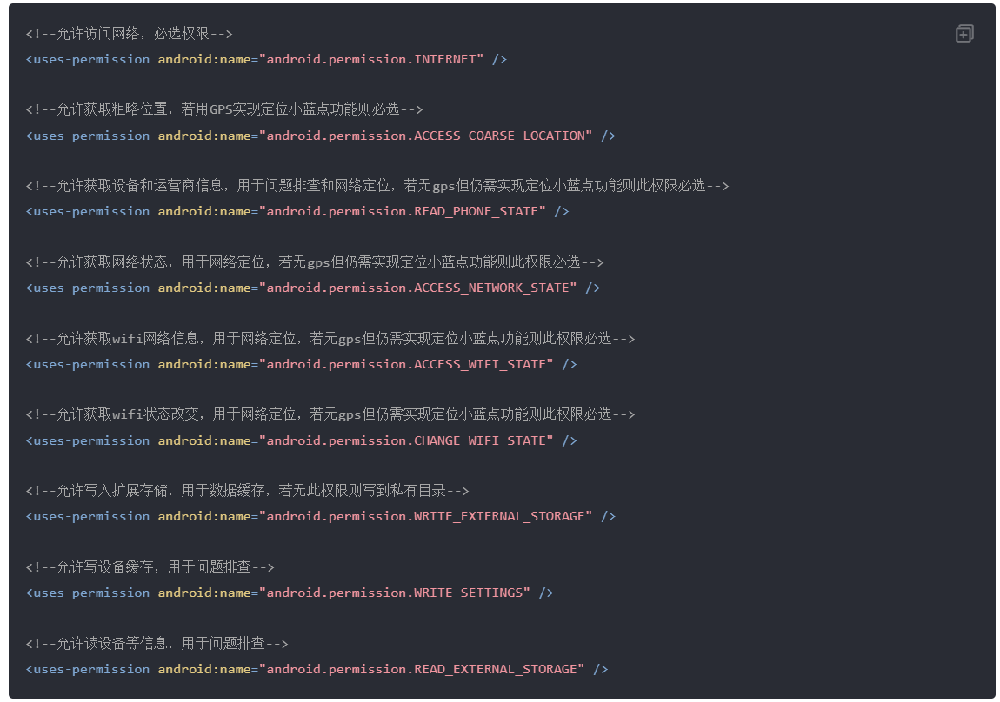 <!--允许访问网络，必选权限-->
<uses-permission android:name="android.permission.INTERNET" />
<!--允许获取粗略位置，若用GPS实现定位小蓝点功能则必选-->
<uses-permission android:name="android.permission.ACCESS_COARSE_LOCATION" />
<!--允许获取设备和运营商信息，用于问题排查和网络定位，若无gps但仍需实现定位小蓝点功能则此权限必选-->
<uses-permission android:name="android.permission.READ_PHONE_STATE" />
<!--允许获取网络状态，用于网络定位，若无gps但仍需实现定位小蓝点功能则此权限必选-->
<uses-permission android:name="android.permission.ACCESS_NETWORK_STATE" />
<!--允许获取wifi网络信息，用于网络定位，若无gps但仍需实现定位小蓝点功能则此权限必选-->
<uses-permission android:name="android.permission.ACCESS_WIFI_STATE" />
<!--允许获取wifi状态改变，用于网络定位，若无gps但仍需实现定位小蓝点功能则此权限必选-->
<uses-permission android:name="android.permission.CHANGE_WIFI_STATE" />
<!--允许写入扩展存储，用于数据缓存，若无此权限则写到私有目录-->
<uses-permission android:name="android.permission.WRITE_EXTERNAL_STORAGE" />
<!--允许写设备缓存，用于问题排查-->
<uses-permission android:name="android.permission.WRITE_SETTINGS" />
<!--允许读设备等信息，用于问题排查-->
<uses-permission android:name="android.permission.READ_EXTERNAL_STORAGE" />